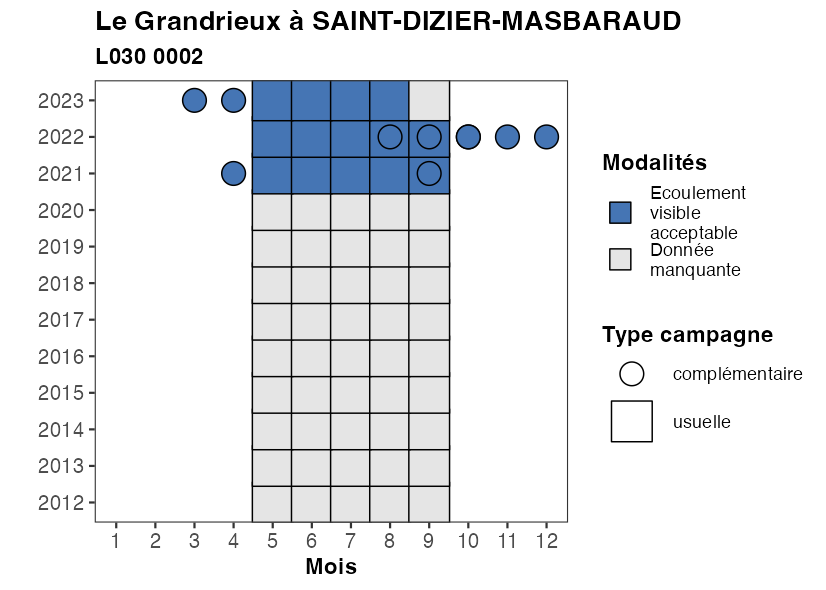 Le Grandrieux à SAINT-DIZIER-MASBARAUD
L030 0002
2023
2022
2021
2020
2019
2018
2017
2016
2015
2014
2013
2012
1 2 3 4 5 6 7 8 9 10 11 12
Mois
Modalités
Ecoulement
visible
acceptable
Donnée
manquante
Type campagne
complémentaire
usuelle